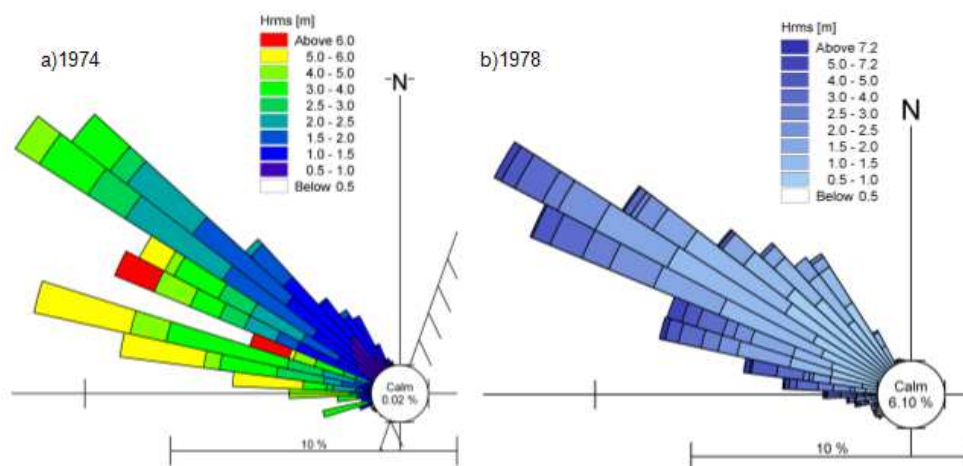 a)1974
Hrms [m]
Above 6.0
5.0 - 6.0
4.0 - 5.0
3.0 - 4.0
2.5 - 3.0
2.0 - 2.5
1.5 - 2.0
1.0 - 1.5
0.5 - 1.0
Below 0.5
N
Calm
0.02 %
10 %
b)1978
Hrms [m]
Above 7.2
5.0 - 7.2
4.0 - 5.0
3.0 - 4.0
2.5 - 3.0
2.0 - 2.5
1.5 - 2.0
1.0 - 1.5
0.5 - 1.0
Below 0.5
N
Calm
6.10 %
10 %